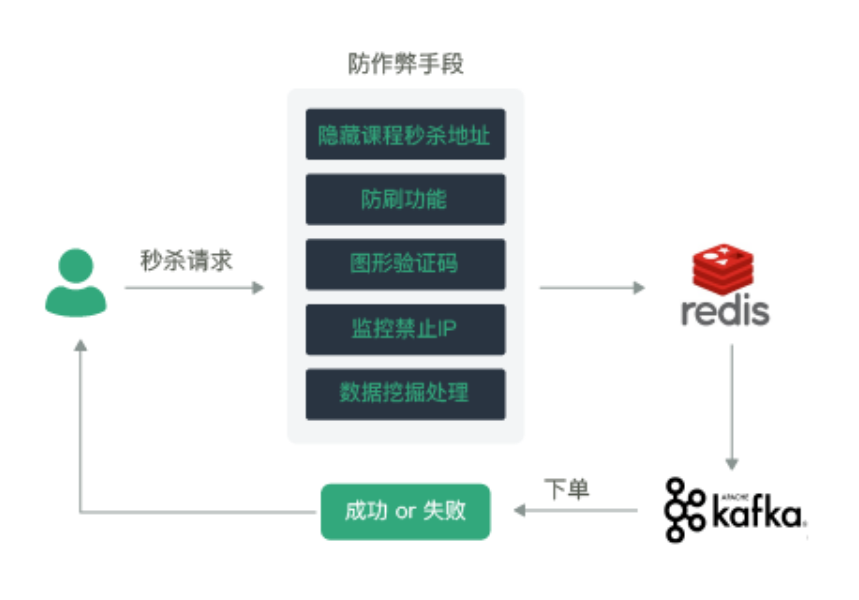 防作弊手段
隐藏课程秒杀地址
防刷功能
秒杀请求
图形验证码
redis
监控禁止IP
数据挖掘处理
下单
成功 or 失败
APACHE
kafka